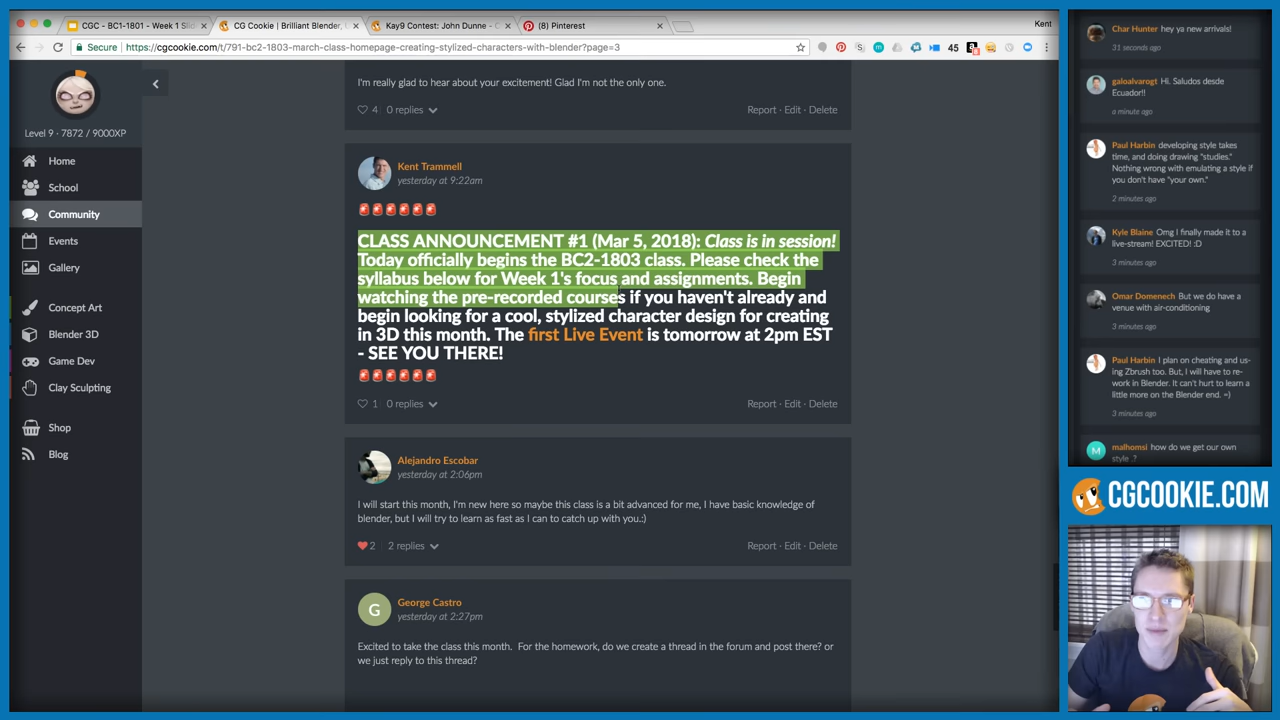 CGC - BC1-1801 - Week 1 Sli
CG Cookie | Brilliant Blender,
Kay9 Contest: John Dunne - C
(8) Pinterest
Kent
Secure
https://cgcookie.com/t/791-bc2-1803-march-class-homepage-creating-stylized-characters-with-blender?page=3
45
Level 9 - 7872 / 9000XP
Home
School
Community
Events
Gallery
Concept Art
Blender 3D
Game Dev
Clay Sculpting
Shop
Blog
I'm really glad to hear about your excitement! Glad I'm not the only one.
4 0 replies
Report · Edit · Delete
Kent Trammell
yesterday at 9:22am
CLASS ANNOUNCEMENT #1 (Mar 5, 2018): Class is in session!
Today officially begins the BC2-1803 class. Please check the
syllabus below for Week 1's focus and assignments. Begin
watching the pre-recorded courses if you haven't already and
begin looking for a cool, stylized character design for creating
in 3D this month. The first Live Event is tomorrow at 2pm EST
- SEE YOU THERE!
1 0 replies
Report · Edit · Delete
Alejandro Escobar
yesterday at 2:06pm
I will start this month, I'm new here so maybe this class is a bit advanced for me, I have basic knowledge of
blender, but I will try to learn as fast as I can to catch up with you.:)
2 2 replies
Report · Edit · Delete
G
George Castro
yesterday at 2:27pm
Excited to take the class this month. For the homework, do we create a thread in the forum and post there? or
we just reply to this thread?
Char Hunter hey ya new arrivals!
31 seconds ago
galoalvarogt Hi. Saludos desde
Ecuador!!
a minute ago
Paul Harbin developing style takes
time, and doing drawing "studies."
Nothing wrong with emulating a style if
you don't have "your own."
2 minutes ago
Kyle Blaine Omg I finally made it to a
live-stream! EXCITED! :D
3 minutes ago
Omar Domenech But we do have a
venue with air-conditioning
3 minutes ago
Paul Harbin I plan on cheating and us-
ing Zbrush too. But, I will have to re-
work in Blender. It can't hurt to learn a
little more on the Blender end. =)
3 minutes ago
M
malhomsi how do we get our own
style .?
CGCOOKIE.COM